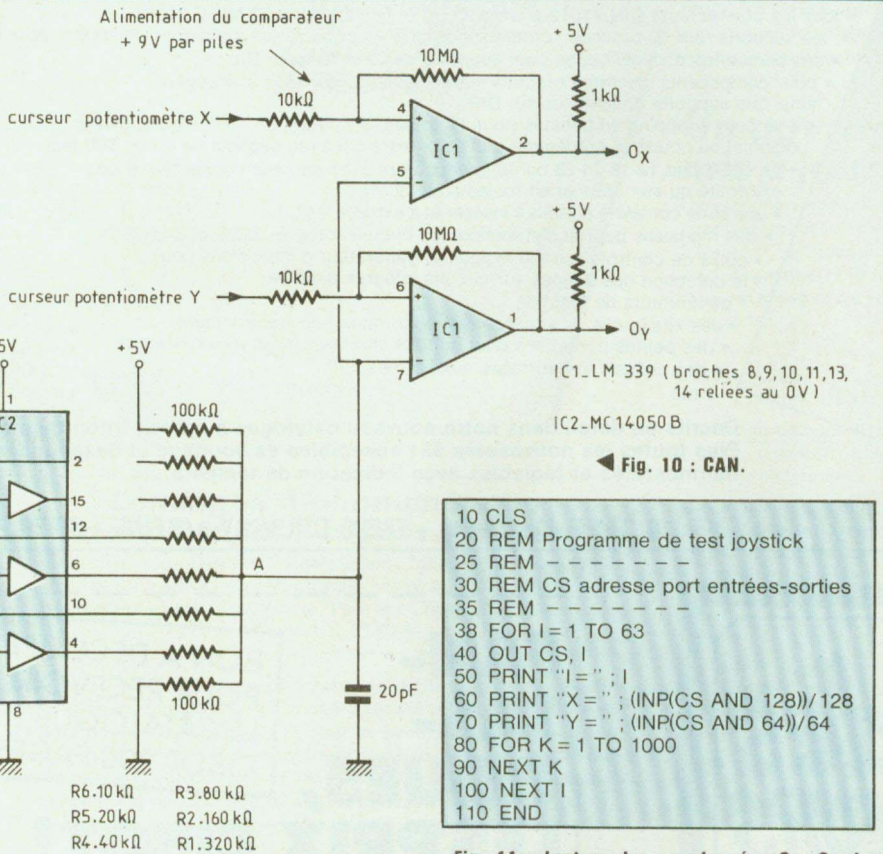 Alimentation du comparateur
+ 9V par piles
+ 5V
10MΩ
10kΩ
1kΩ
curseur potentiomètre X
4
+
IC1
2
OX
5
-
+ 5V
10MΩ
10kΩ
1kΩ
curseur potentiomètre Y
6
+
IC1
1
OY
-
7
5V
+ 5V
1
C2
100kΩ
2
15
12
6
A
10
4
100kΩ
8
20pF
IC1_LM 339 (broches 8,9,10,11,13,
14 reliées au 0V)
IC2_MC14050B
◀ Fig. 10 : CAN.
R6.10kΩ R3.80kΩ
R5.20kΩ R2.160kΩ
R4.40kΩ R1.320kΩ
10 CLS
20 REM Programme de test joystick
25 REM - - - - - - -
30 REM CS adresse port entrées-sorties
35 REM - - - - - - -
38 FOR I = 1 TO 63
40 OUT CS, I
50 PRINT "I = " ; I
60 PRINT "X = " ; (INP(CS AND 128))/128
70 PRINT "Y = " ; (INP(CS AND 64))/64
80 FOR K = 1 TO 1000
90 NEXT K
100 NEXT I
110 END